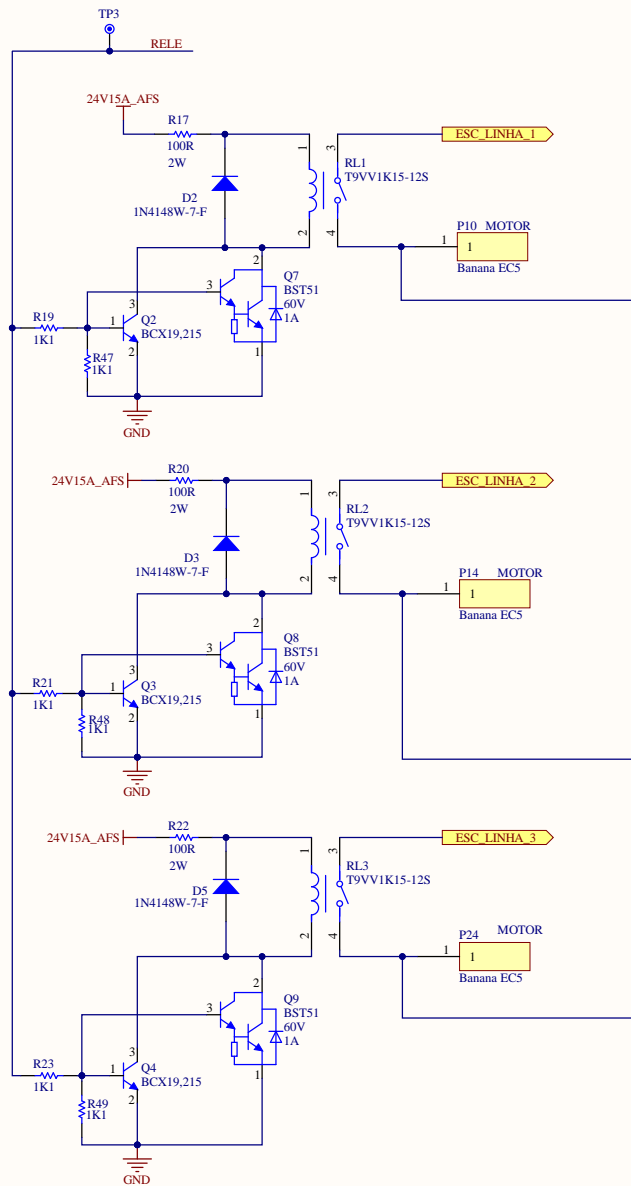 TP3
RELE
24V15A_AFS
R17
100R
2W
D2
1N4148W-7-F
1
2
3
4
RL1
T9VV1K15-12S
ESC_LINHA_1
P10 MOTOR
1
1
Banana EC5
Q7
BST51
60V
1A
2
3
1
R19
1K1
R47
1K1
3
1
2
Q2
BCX19,215
GND
24V15A_AFS
R20
100R
2W
D3
1N4148W-7-F
1
2
3
4
RL2
T9VV1K15-12S
ESC_LINHA_2
P14 MOTOR
1
1
Banana EC5
Q8
BST51
60V
1A
2
3
1
R21
1K1
R48
1K1
3
1
2
Q3
BCX19,215
GND
24V15A_AFS
R22
100R
2W
D5
1N4148W-7-F
1
2
3
4
RL3
T9VV1K15-12S
ESC_LINHA_3
P24 MOTOR
1
1
Banana EC5
Q9
BST51
60V
1A
2
3
1
R23
1K1
R49
1K1
3
1
2
Q4
BCX19,215
GND